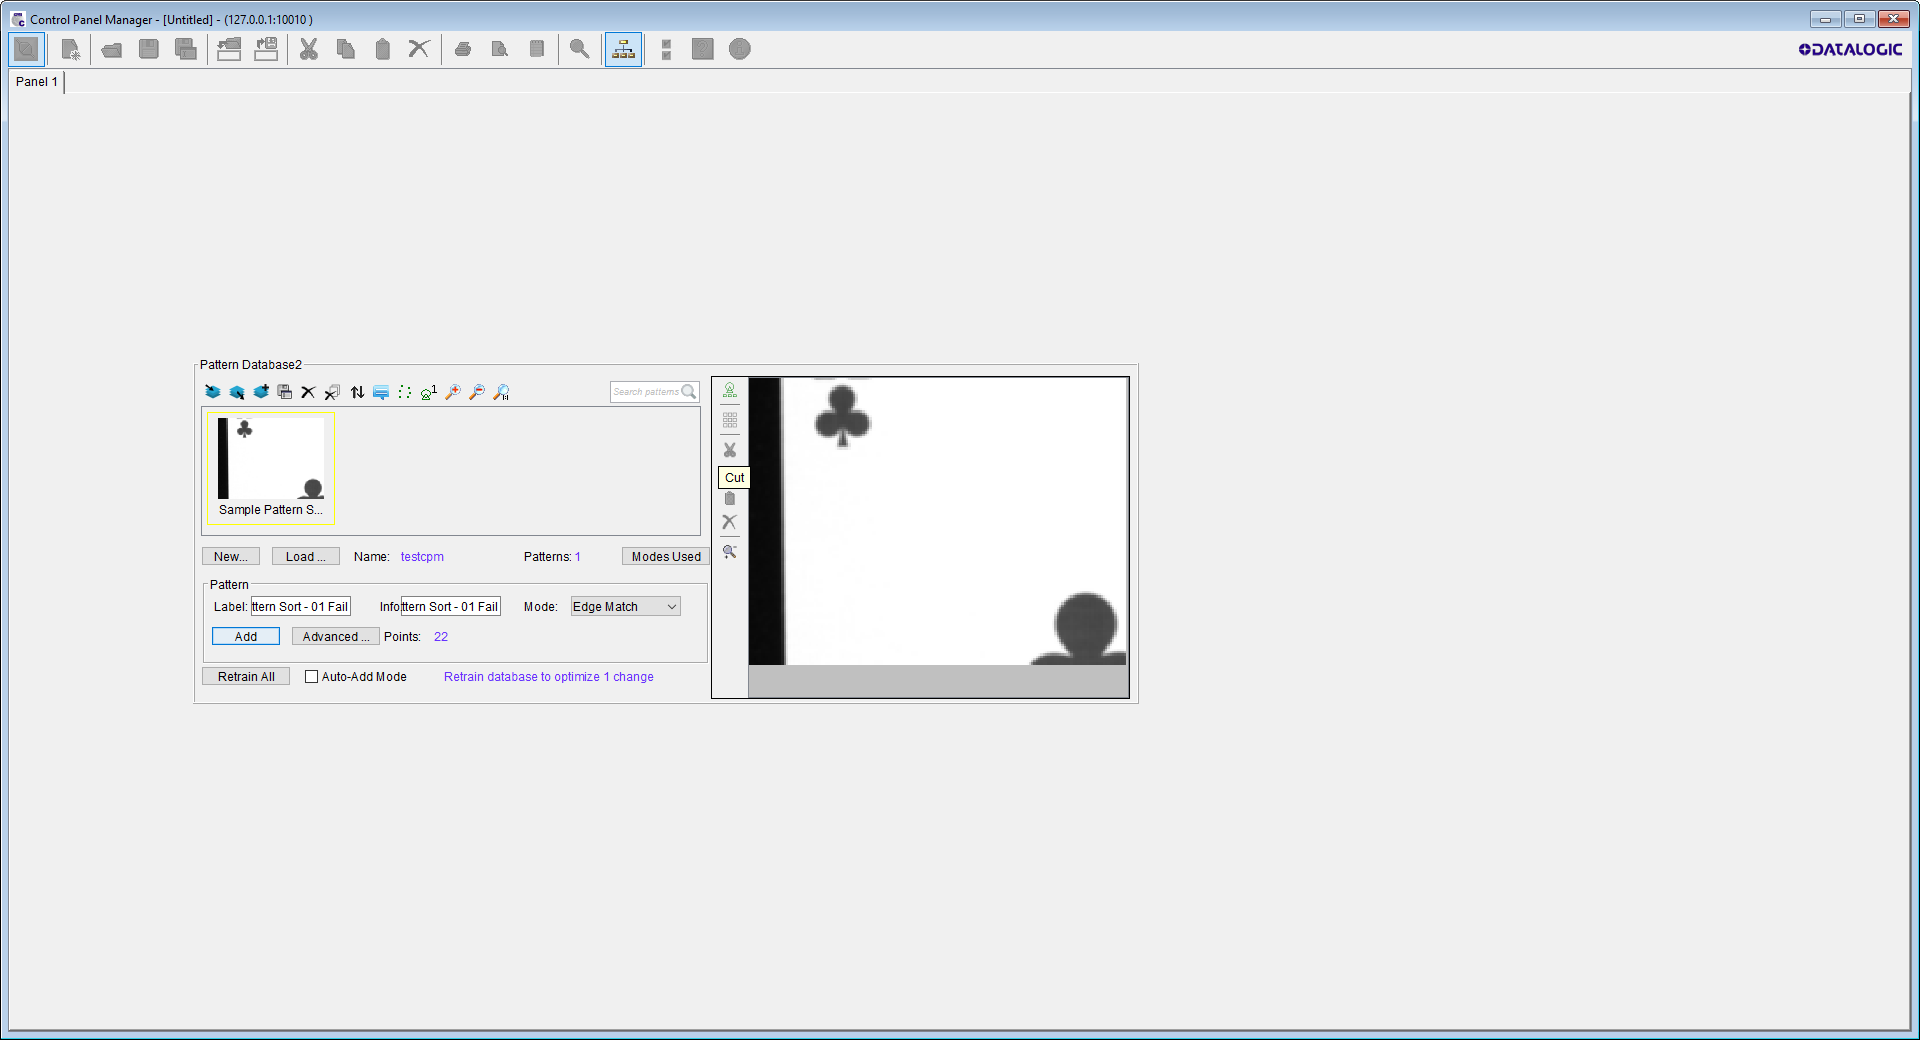 Control Panel Manager - [Untitled] - (127.0.0.1:10010 )
DATALOGIC
Panel 1
Pattern Database2
1
Search patterns
Sample Pattern S...
Cut
New... Load ... Name: testcpm Patterns: 1 Modes Used
Pattern
Label: ttern Sort - 01 Fail Info: ttern Sort - 01 Fail Mode: Edge Match
Add Advanced ... Points: 22
Retrain All Auto-Add Mode Retrain database to optimize 1 change